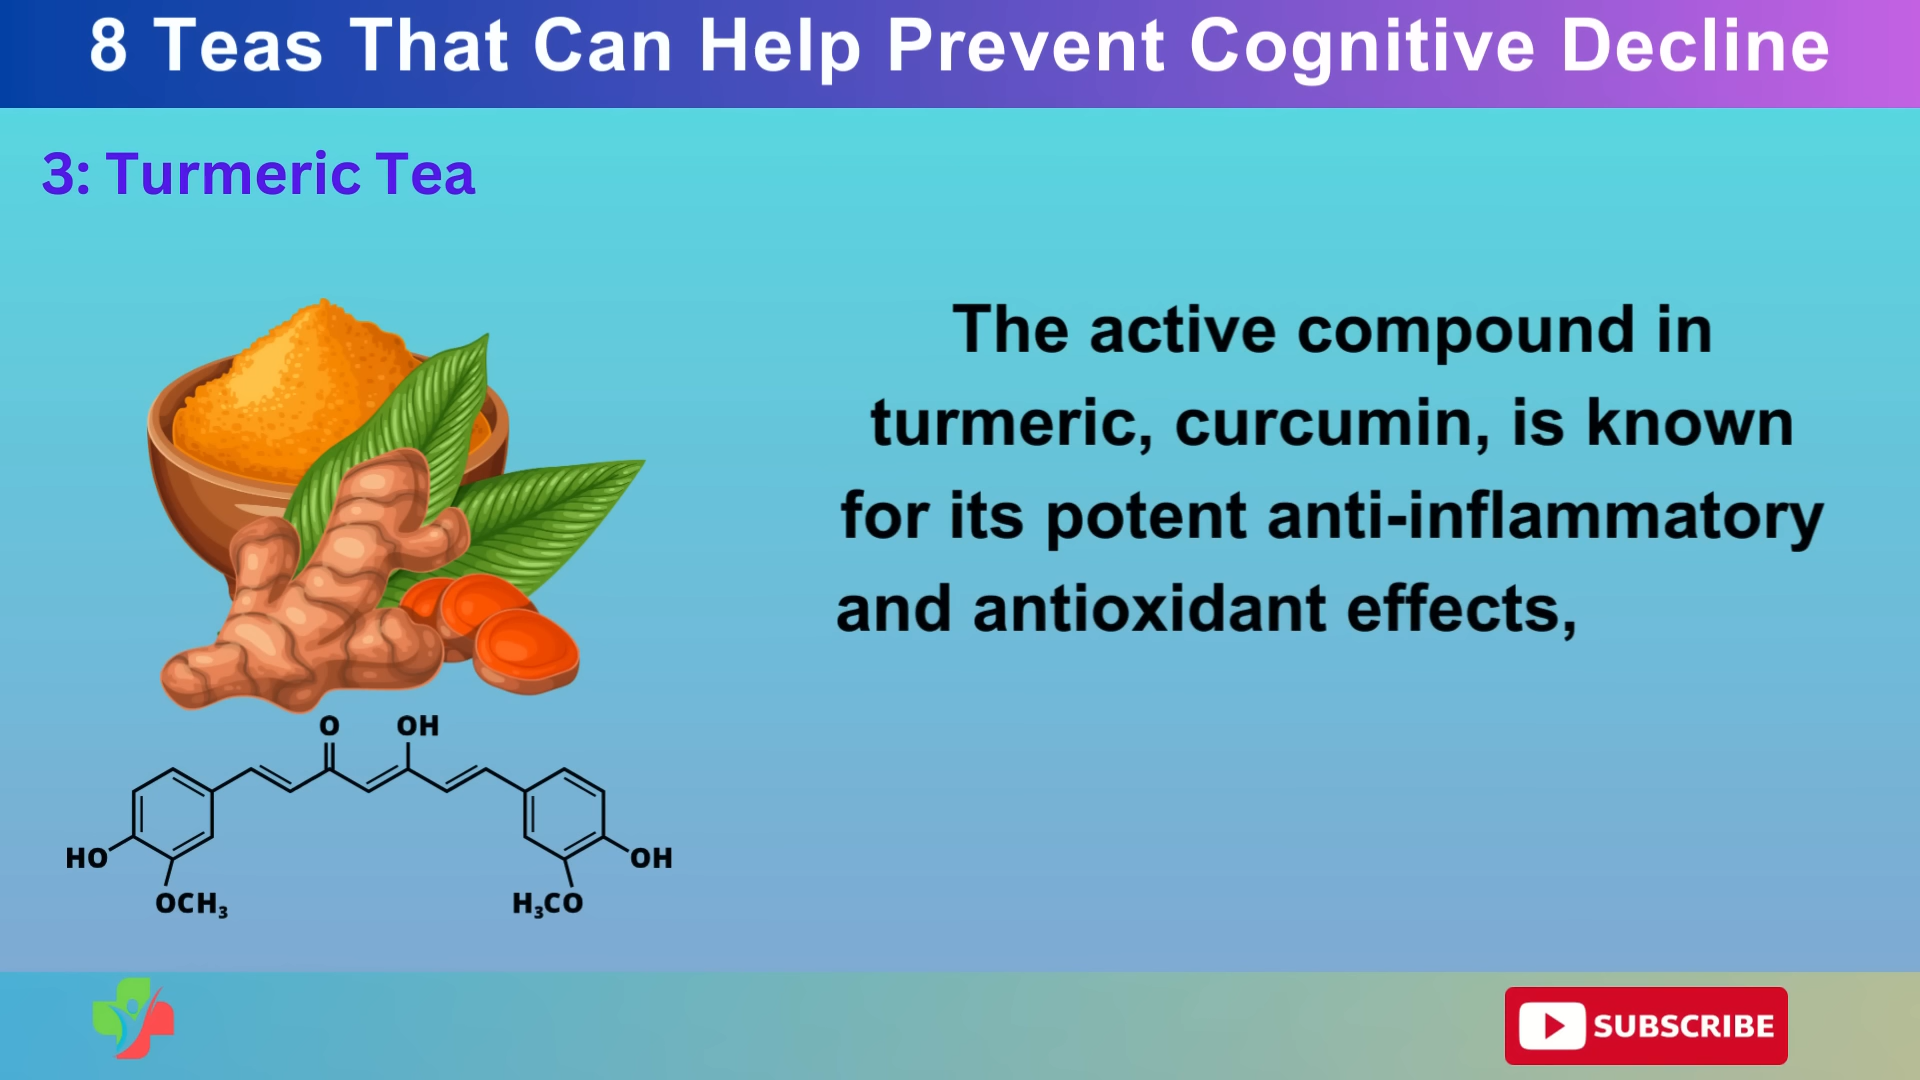 8 Teas That Can Help Prevent Cognitive Decline
3: Turmeric Tea
The active compound in
turmeric, curcumin, is known
for its potent anti-inflammatory
and antioxidant effects,
O OH
HO OH
OCH₃ H₃CO
SUBSCRIBE